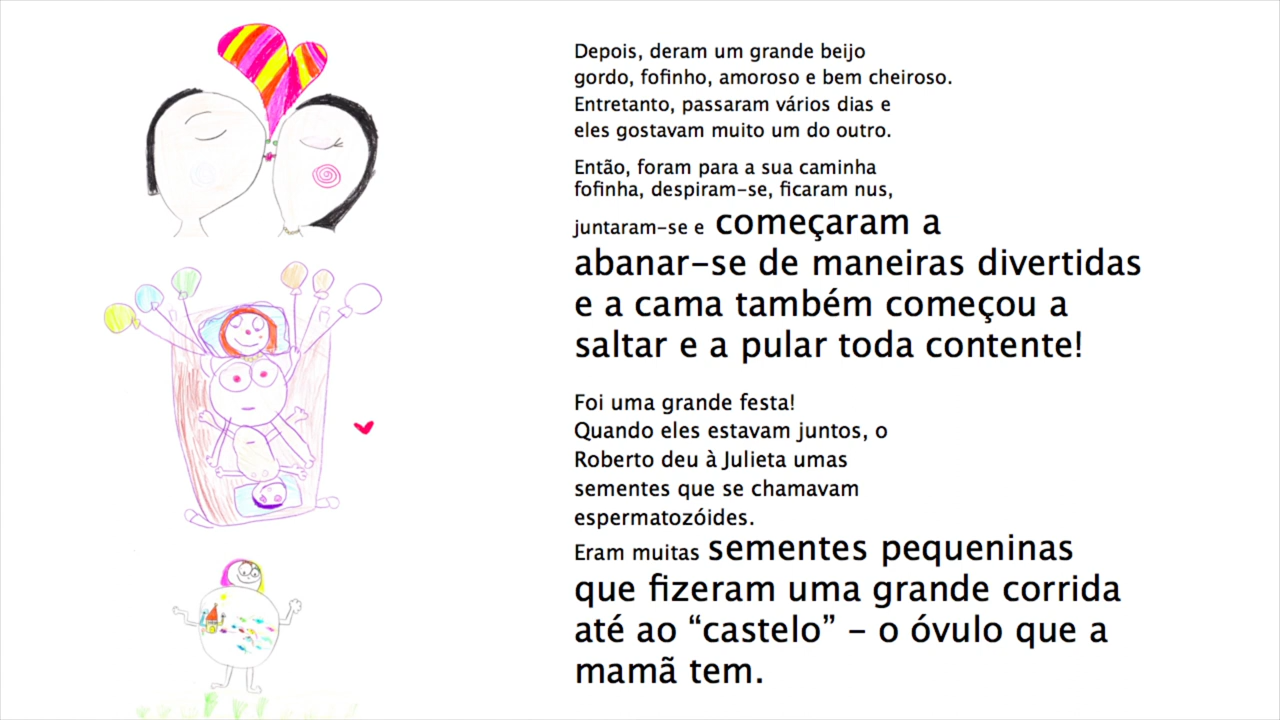 Depois, deram um grande beijo
gordo, fofinho, amoroso e bem cheiroso.
Entretanto, passaram vários dias e
eles gostavam muito um do outro.
Então, foram para a sua caminha
fofinha, despiram-se, ficaram nus,
juntaram-se e começaram a
abanar-se de maneiras divertidas
e a cama também começou a
saltar e a pular toda contente!
Foi uma grande festa!
Quando eles estavam juntos, o
Roberto deu à Julieta umas
sementes que se chamavam
espermatozóides.
Eram muitas sementes pequeninas
que fizeram uma grande corrida
até ao “castelo” – o óvulo que a
mamã tem.